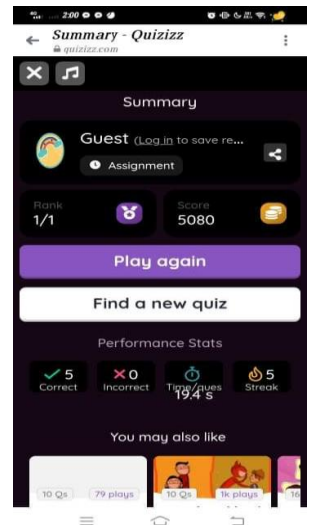 2:00
Summary - Quizizz
quizizz.com
Summary
Guest (Log in to save re...
Assignment
Rank
1/1
Score
5080
Play again
Find a new quiz
Performance Stats
5
Correct
0
Incorrect
Time/ques
19.4 s
5
Streak
You may also like
10 Qs
79 plays
10 Qs
1k plays
16